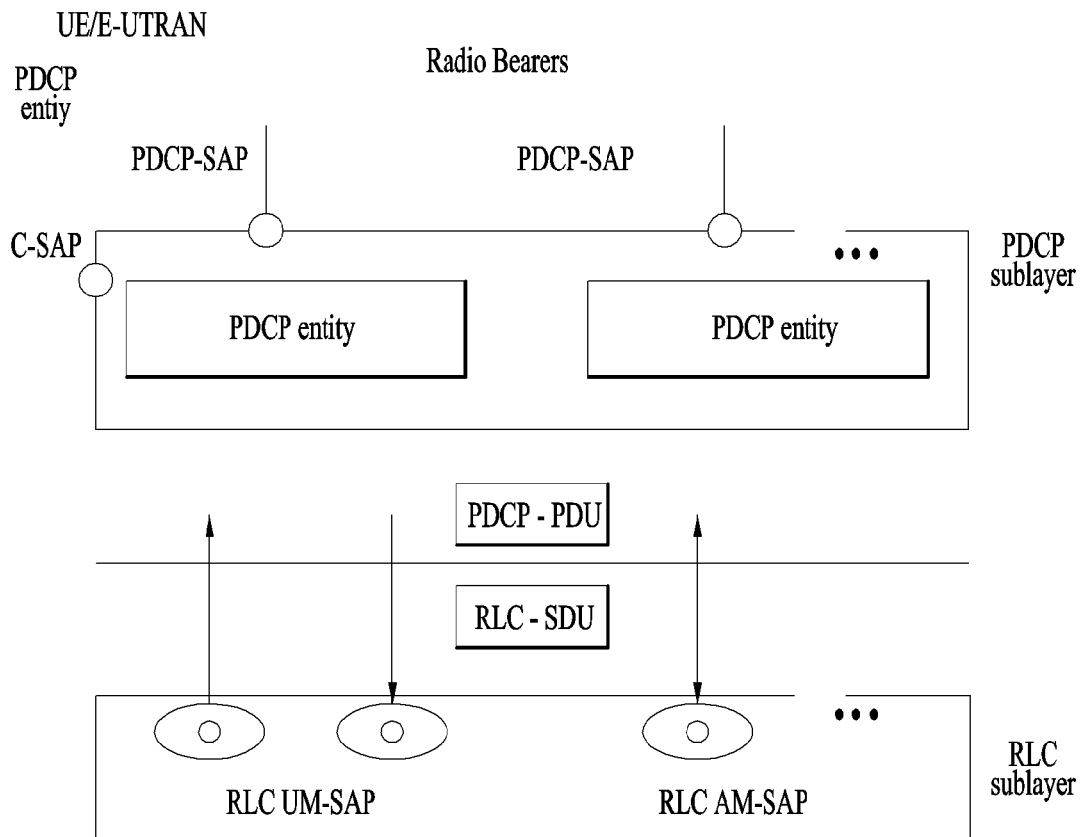 UE/E-UTRAN
Radio Bearers
PDCP
entiy
PDCP-SAP
PDCP-SAP
C-SAP
PDCP
sublayer
PDCP entity
PDCP entity
PDCP - PDU
RLC - SDU
RLC UM-SAP
RLC AM-SAP
RLC
sublayer